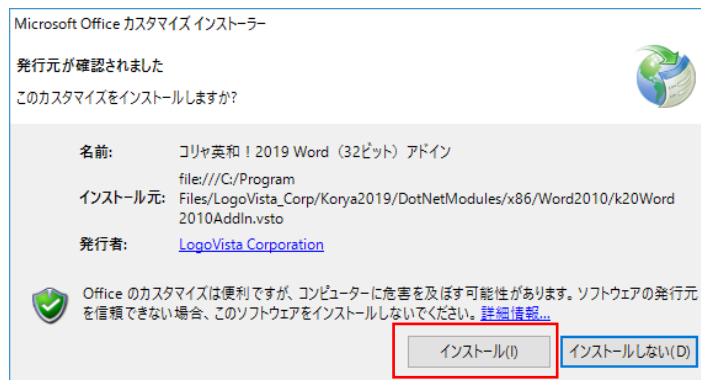 Microsoft Office カスタマイズ インストーラー
発行元が確認されました
このカスタマイズをインストールしますか?
名前: コリャ英和！2019 Word（32ビット）アドイン
file:///C:/Program
インストール元: Files/LogoVista_Corp/Korya2019/DotNetModules/x86/Word2010/k20Word
2010AddIn.vsto
発行者: LogoVista Corporation
Office のカスタマイズは便利ですが、コンピューターに危害を及ぼす可能性があります。ソフトウェアの発行元
を信頼できない場合、このソフトウェアをインストールしないでください。詳細情報...
インストール(I) インストールしない(D)